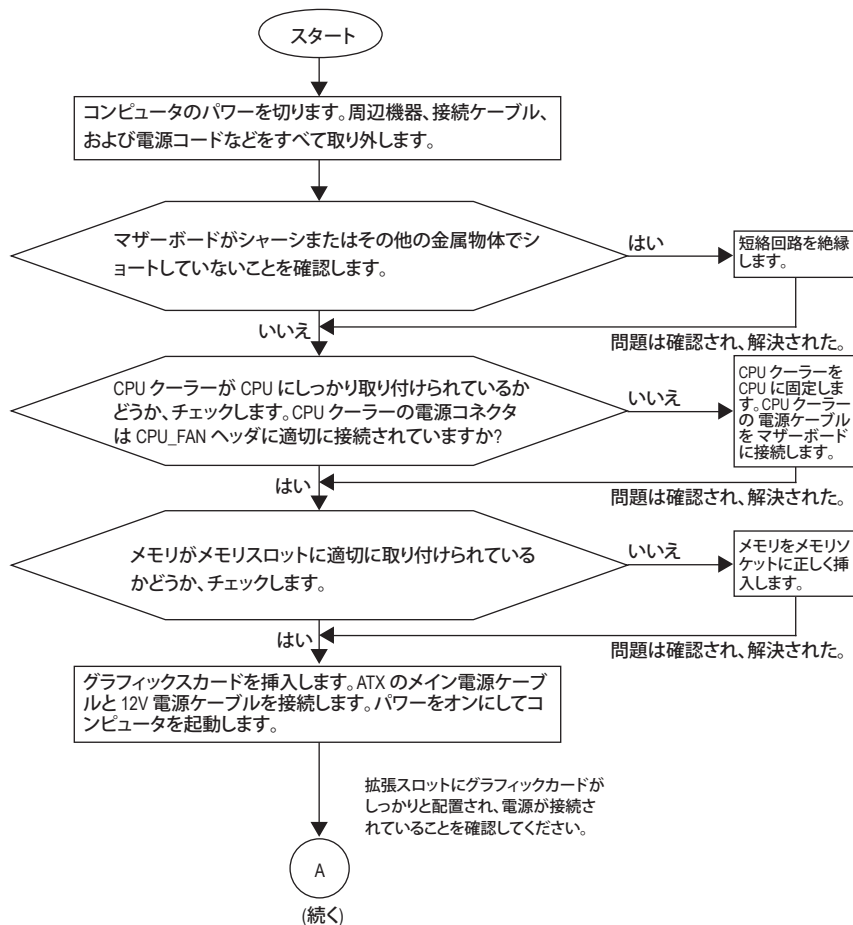 スタート
コンピュータのパワーを切ります。周辺機器、接続ケーブル、
および電源コードなどをすべて取り外します。
マザーボードがシャーシまたはその他の金属物体でシ
ョートしていないことを確認します。
はい
短絡回路を絶縁
します。
いいえ
問題は確認され、解決された。
CPU クーラーが CPU にしっかり取り付けられているか
どうか、チェックします。CPU クーラーの電源コネクタ
は CPU_FAN ヘッダに適切に接続されていますか?
いいえ
CPU クーラーを
CPU に固定しま
す。CPU クーラー
の 電源ケーブル
を マザーボード
に接続します。
はい
問題は確認され、解決された。
メモリがメモリスロットに適切に取り付けられている
かどうか、チェックします。
いいえ
メモリをメモリソ
ケットに正しく挿
入します。
はい
問題は確認され、解決された。
グラフィックスカードを挿入します。ATX のメイン電源ケーブ
ルと 12V 電源ケーブルを接続します。パワーをオンにしてコ
ンピュータを起動します。
拡張スロットにグラフィックカードが
しっかりと配置され、電源が接続さ
れていることを確認してください。
A
(続く)